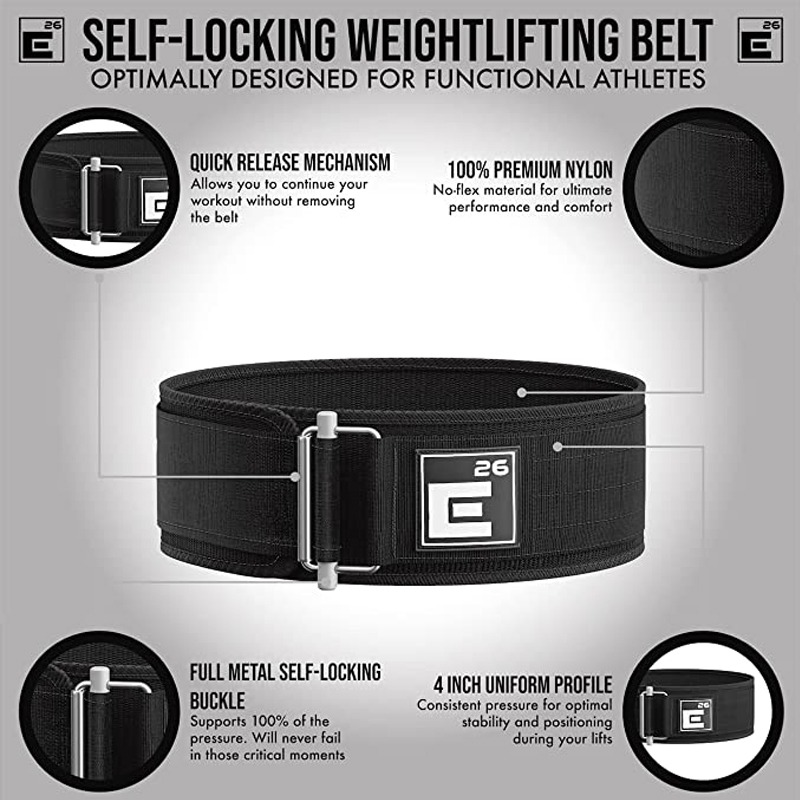 E 26
SELF-LOCKING WEIGHTLIFTING BELT
E 26
OPTIMALLY DESIGNED FOR FUNCTIONAL ATHLETES
QUICK RELEASE MECHANISM
Allows you to continue your
workout without removing
the belt
100% PREMIUM NYLON
No-flex material for ultimate
performance and comfort
E 26
FULL METAL SELF-LOCKING
BUCKLE
Supports 100% of the
pressure. Will never fail
in those critical moments
4 INCH UNIFORM PROFILE
Consistent pressure for optimal
stability and positioning
during your lifts
E 26